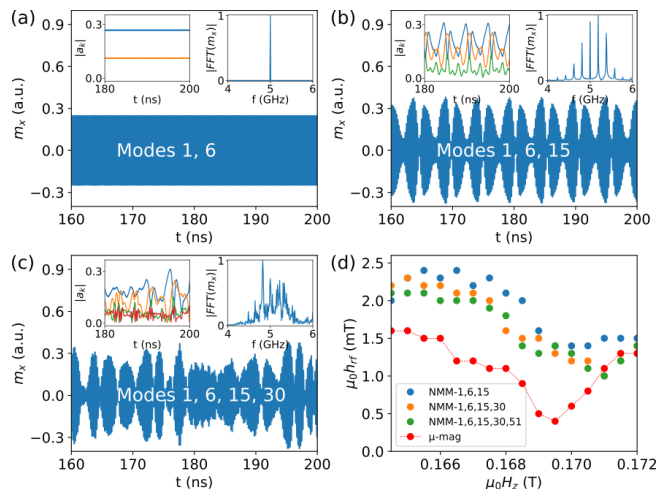 (a)
0.3
0.0
|a_k|
180
200
t (ns)
1
0
|FFT(m_x)|
4
5
6
f (GHz)
0.9
0.6
0.3
0.0
−0.3
m_x (a.u.)
Modes 1, 6
160
170
180
190
200
t (ns)
(b)
0.3
0.0
|a_k|
180
200
t (ns)
1
0
|FFT(m_x)|
4
5
6
f (GHz)
0.9
0.6
0.3
0.0
−0.3
m_x (a.u.)
Modes 1, 6, 15
160
170
180
190
200
t (ns)
(c)
0.3
0.0
|a_k|
180
200
t (ns)
1
0
|FFT(m_x)|
4
5
6
f (GHz)
0.9
0.6
0.3
0.0
−0.3
m_x (a.u.)
Modes 1, 6, 15, 30
160
170
180
190
200
t (ns)
(d)
2.5
2.0
1.5
1.0
0.5
0.0
μ₀h_rf (mT)
NMM-1,6,15
NMM-1,6,15,30
NMM-1,6,15,30,51
μ-mag
0.166
0.168
0.170
0.172
μ₀H_z (T)